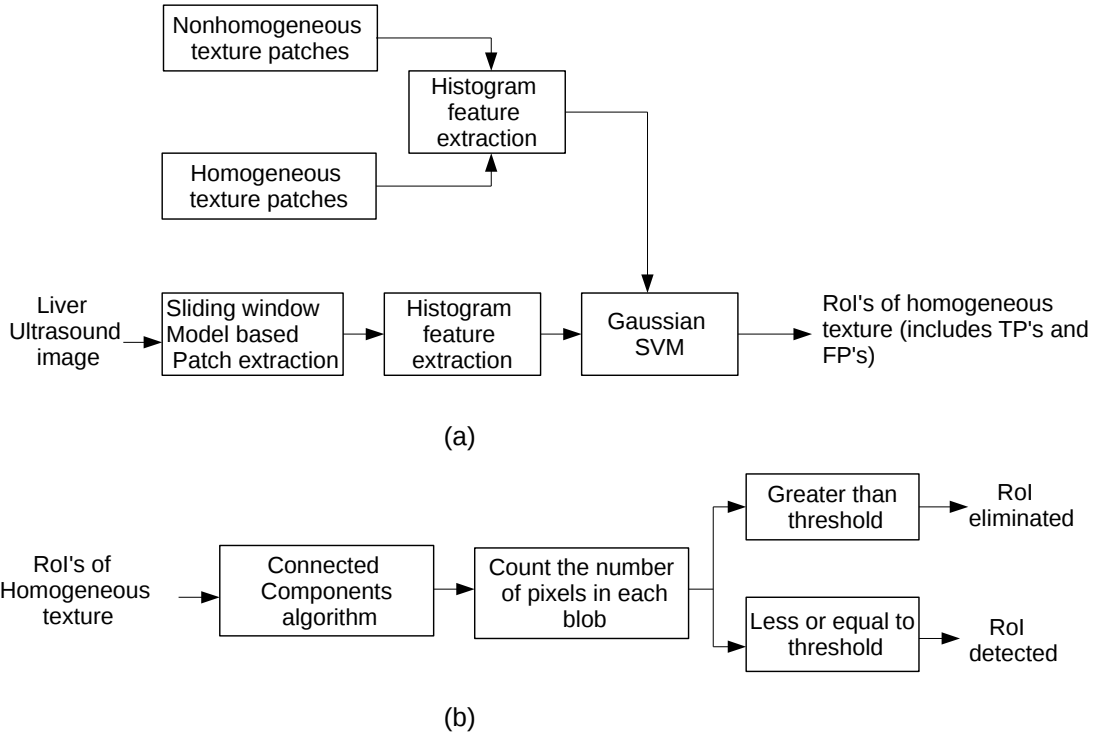 Nonhomogeneous
texture patches
Histogram
feature
extraction
Homogeneous
texture patches
Liver
Ultrasound
image
Sliding window
Model based
Patch extraction
Histogram
feature
extraction
Gaussian
SVM
RoI's of homogeneous
texture (includes TP's and
FP's)
(a)
RoI's of
Homogeneous
texture
Connected
Components
algorithm
Count the number
of pixels in each
blob
Greater than
threshold
RoI
eliminated
Less or equal to
threshold
RoI
detected
(b)